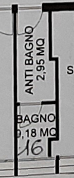 ANTI BAGNO
2,95 MQ
S
BAGNO
9,18 MQ
16